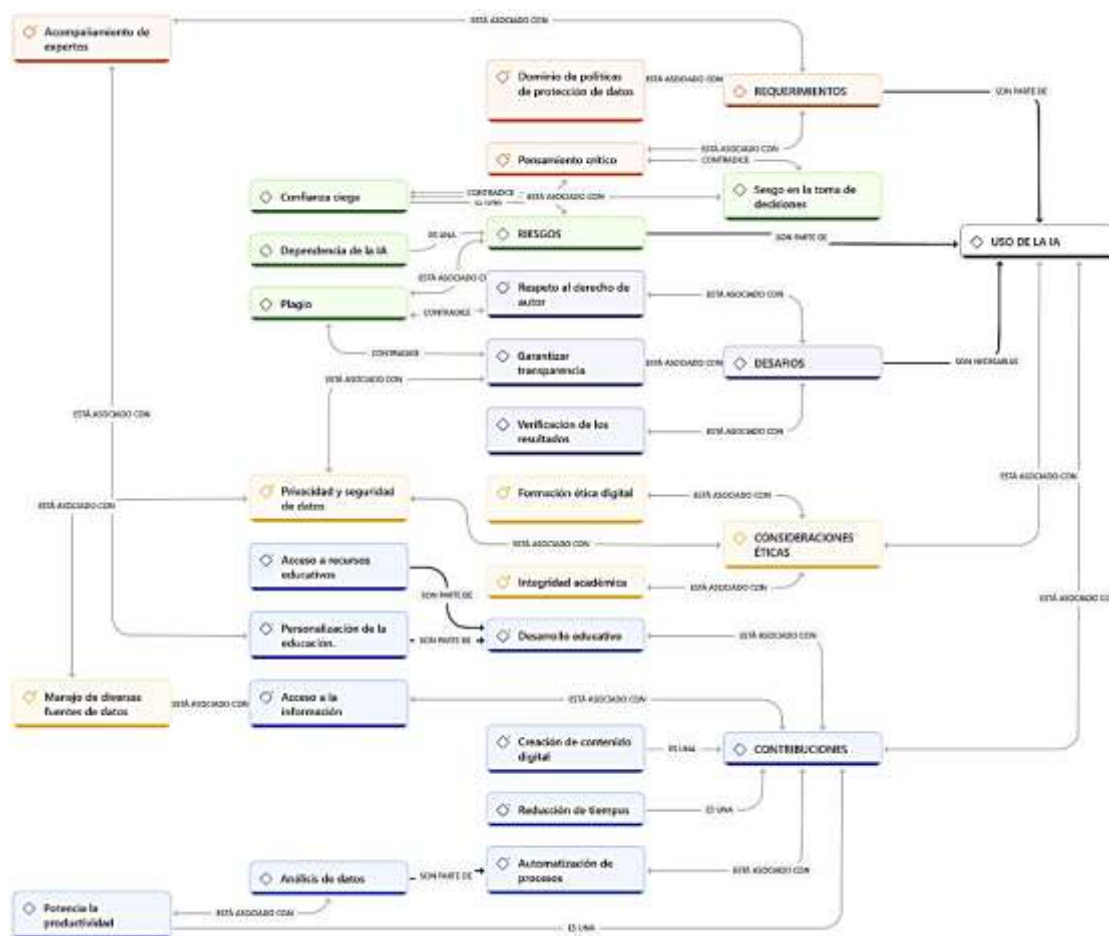 ESTÁ ASOCIADO CON
Acompañamiento de
expertos
Dominio de políticas
de protección de datos
ESTÁ ASOCIADO CON
REQUERIMIENTOS
SON PARTE DE
ESTÁ ASOCIADO CON
Pensamiento crítico
CONTRADICE
Confianza ciega
CONTRADICE
ES UNA
ESTÁ ASOCIADO CON
Sesgo en la toma de
decisiones
Dependencia de la IA
ES UNA
RIESGOS
SON PARTE DE
USO DE LA IA
ESTÁ ASOCIADO C
Plagio
CONTRADICE
Respeto al derecho de
autor
ESTÁ ASOCIADO CON
CONTRADICE
Garantizar
transparencia
ESTÁ ASOCIADO CON
DESAFIOS
SON NECESARIAS
ESTÁ ASOCIADO CON
ESTÁ ASOCIADO CON
Verificación de los
resultados
ESTÁ ASOCIADO CON
ESTÁ ASOCIADO CON
Privacidad y seguridad
de datos
Formación ética digital
ESTÁ ASOCIADO CON
ESTÁ ASOCIADO CON
ESTÁ ASOCIADO CON
CONSIDERACIONES
ÉTICAS
Acceso a recursos
educativos
Integridad académica
ESTÁ ASOCIADO CON
SON PARTE DE
ESTÁ ASOCIADO CO
Personalización de la
educación.
SON PARTE DE
Desarrollo educativo
ESTÁ ASOCIADO CON
Manejo de diversas
fuentes de datos
ESTÁ ASOCIADO CON
Acceso a la
información
ESTÁ ASOCIADO CON
Creación de contenido
digital
ES UNA
CONTRIBUCIONES
Reducción de tiempos
ES UNA
Análisis de datos
SON PARTE DE
Automatización de
procesos
ESTÁ ASOCIADO CON
Potencia la
productividad
ESTÁ ASOCIADO CON
ES UNA